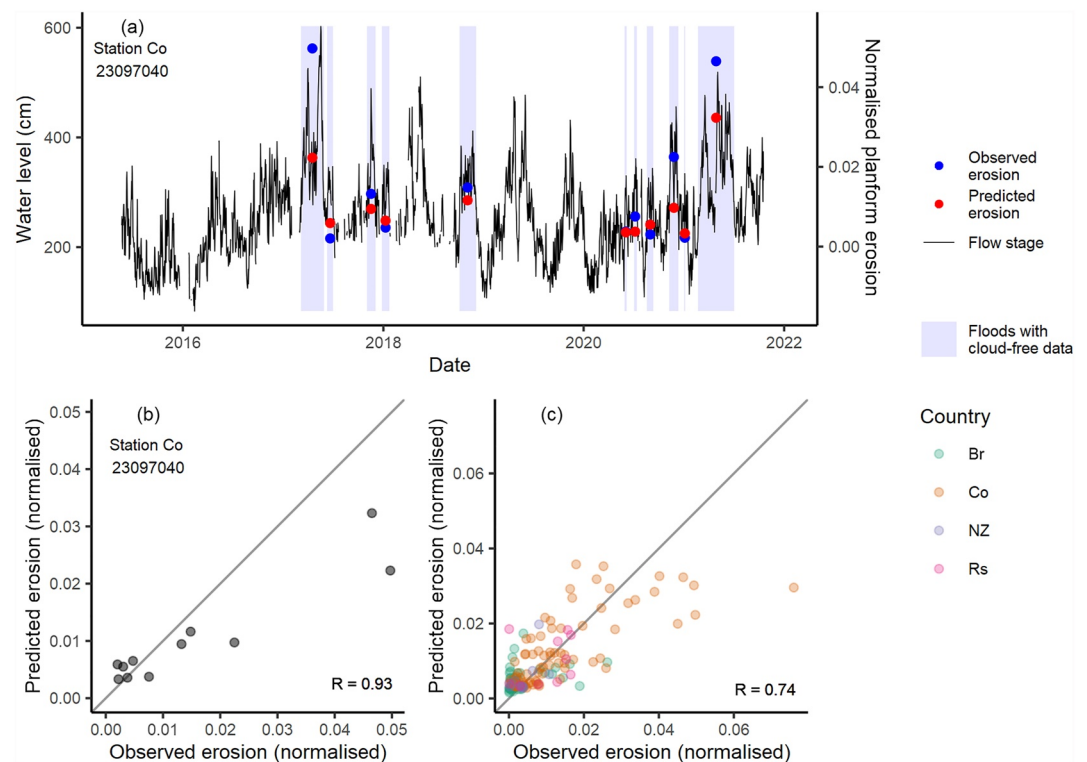 (a)
Station Co
23097040
600
400
200
Water level (cm)
0.04
0.02
0.00
Normalised planform erosion
2016
2018
2020
2022
Date
Observed
erosion
Predicted
erosion
Flow stage
Floods with
cloud-free data
(b)
Station Co
23097040
0.05
0.04
0.03
0.02
0.01
0.00
Predicted erosion (normalised)
R = 0.93
0.00
0.01
0.02
0.03
0.04
0.05
Observed erosion (normalised)
(c)
0.06
0.04
0.02
0.00
Predicted erosion (normalised)
R = 0.74
0.00
0.02
0.04
0.06
Observed erosion (normalised)
Country
Br
Co
NZ
Rs